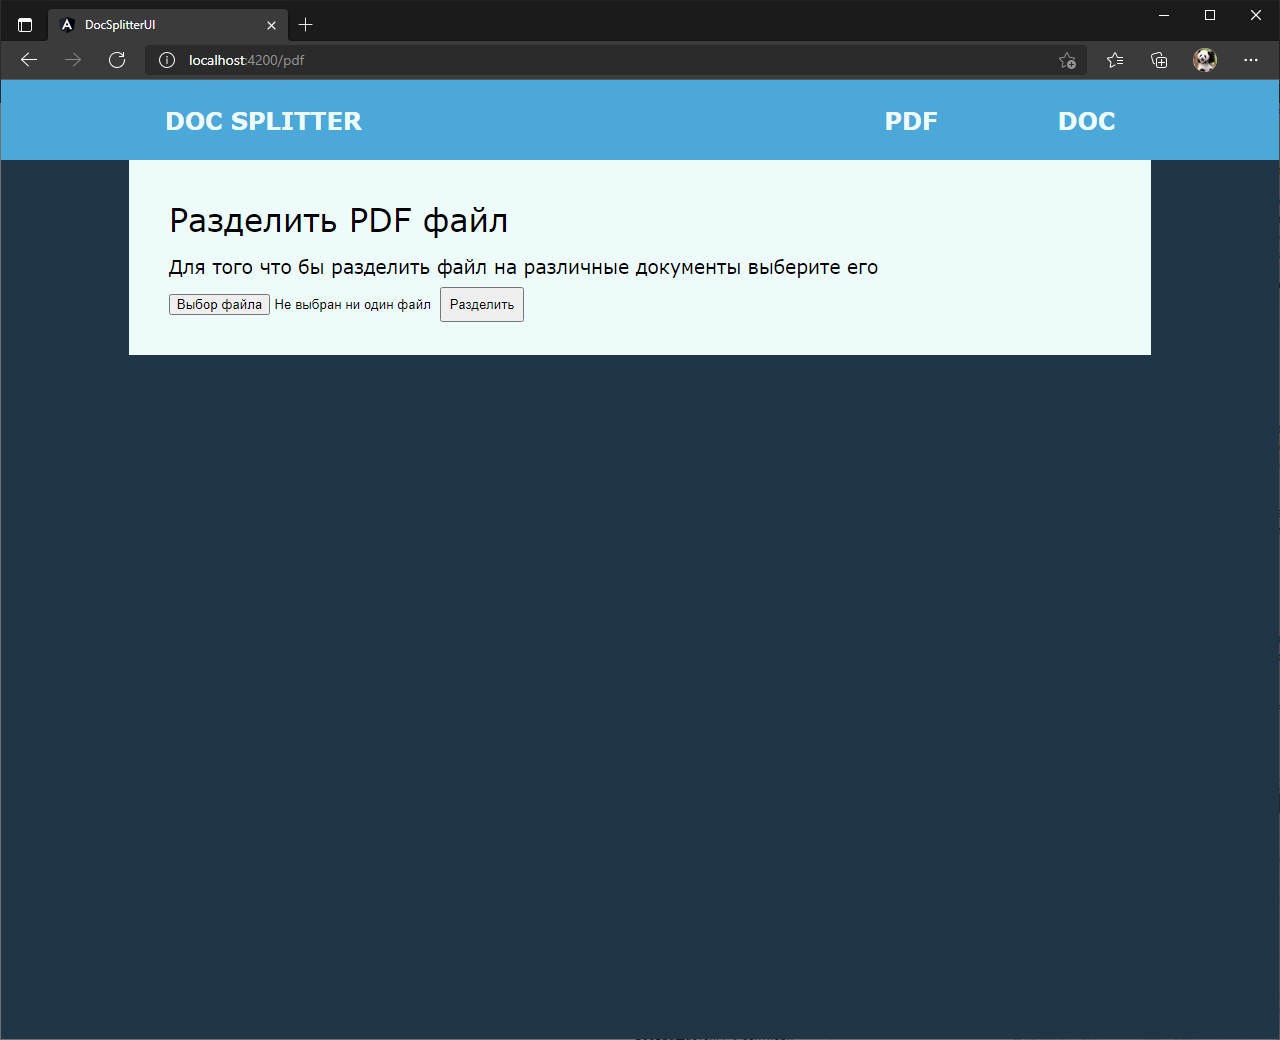 DocSplitterUI
localhost:4200/pdf
DOC SPLITTER PDF DOC
Разделить PDF файл
Для того что бы разделить файл на различные документы выберите его
Выбор файла Не выбран ни один файл Разделить